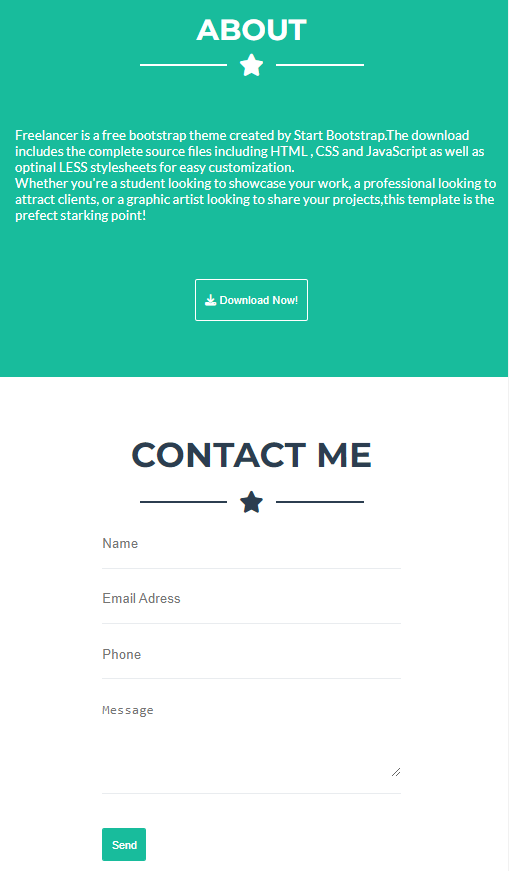 ABOUT
Freelancer is a free bootstrap theme created by Start Bootstrap.The download
includes the complete source files including HTML , CSS and JavaScript as well as
optinal LESS stylesheets for easy customization.
Whether you're a student looking to showcase your work, a professional looking to
attract clients, or a graphic artist looking to share your projects,this template is the
prefect starking point!
Download Now!
CONTACT ME
Name
Email Adress
Phone
Message
Send